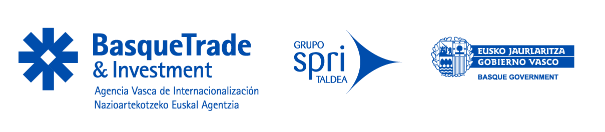 BasqueTrade
& Investment
Agencia Vasca de Internacionalización
Nazioartekotzeko Euskal Agentzia
GRUPO
spri
TALDEA
EUSKO JAURLARITZA
GOBIERNO VASCO
BASQUE GOVERNMENT